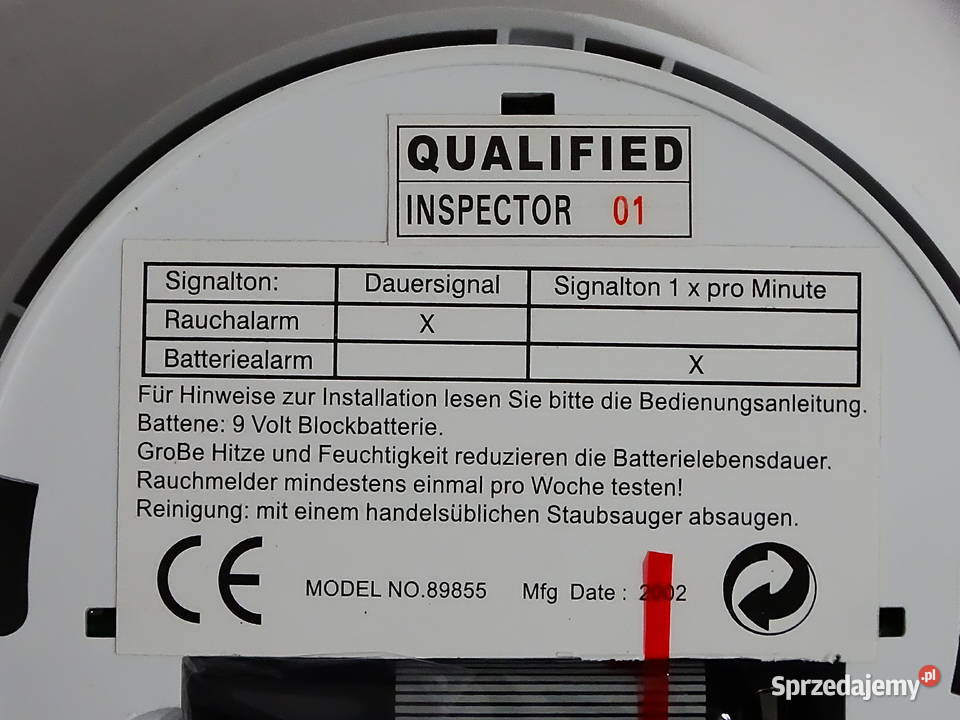 QUALIFIED
INSPECTOR 01
Signalton: Dauersignal Signalton 1 x pro Minute
Rauchalarm X
Batteriealarm X
Für Hinweise zur Installation lesen Sie bitte die Bedienungsanleitung.
Battene: 9 Volt Blockbatterie.
GroBe Hitze und Feuchtigkeit reduzieren die Batterielebensdauer.
Rauchmelder mindestens einmal pro Woche testen!
Reinigung: mit einem handelsüblichen Staubsauger absaugen.
CE MODEL NO.89855 Mfg Date : 2002
Sprzedajemy.pl